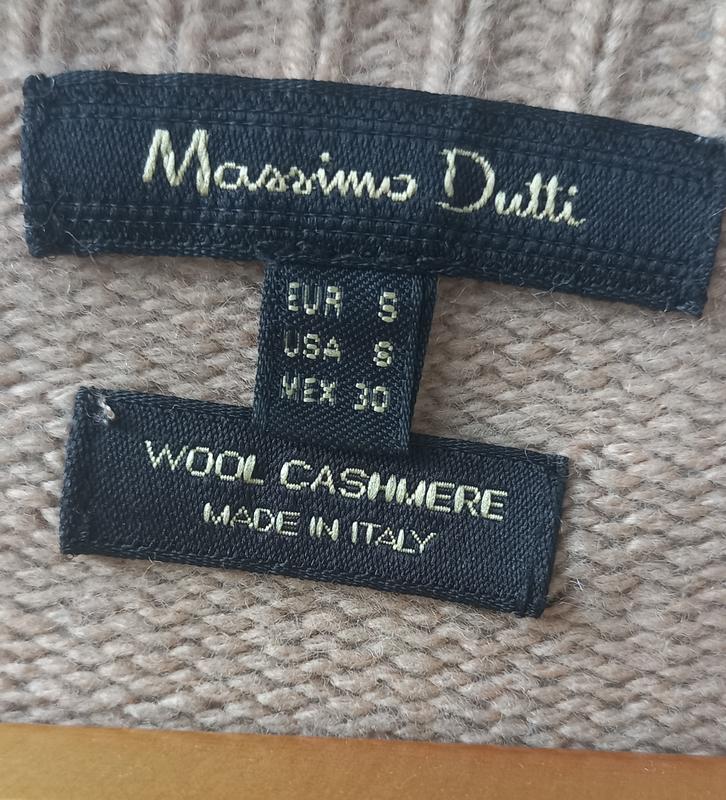 Massimo Dutti
EUR S
USA S
MEX 30
WOOL CASHMERE
MADE IN ITALY